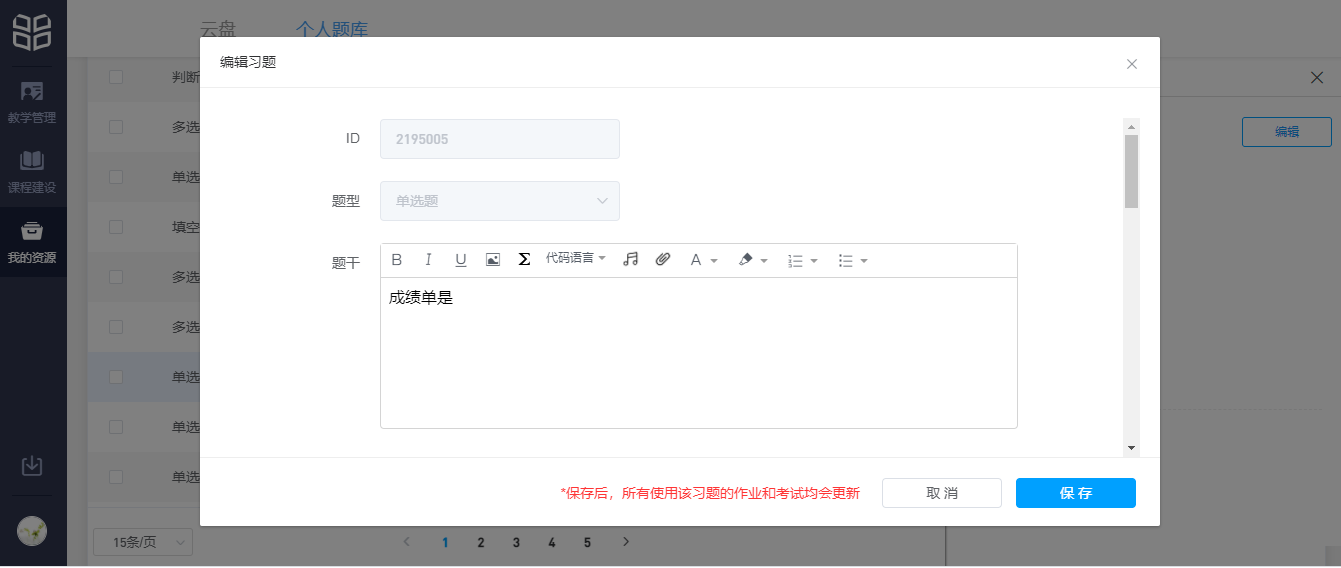 云盘 个人题库
编辑习题
教学管理
课程建设
我的资源
判断
多选
单选
填空
多选
多选
单选
单选
单选
编辑
ID 2195005
题型 单选题
题干 B I U Σ 代码语言 A
成绩单是
*保存后，所有使用该习题的作业和考试均会更新 取消 保存
15条/页 1 2 3 4 5